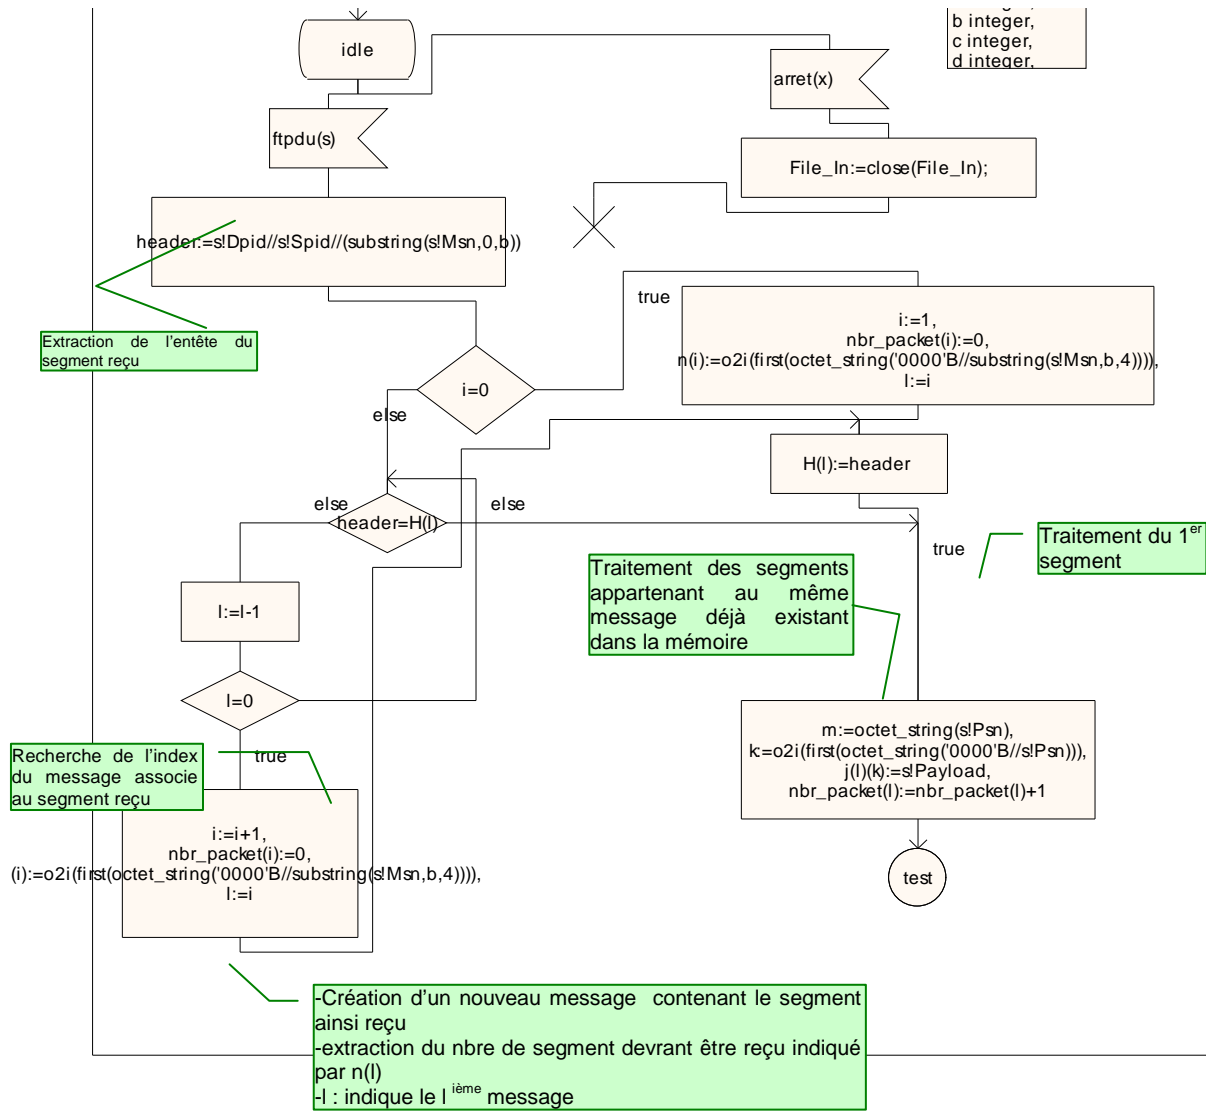 b integer,
c integer,
d integer,
idle
arret(x)
ftpdu(s)
File_In:=close(File_In);
header:=s!Dpid//s!Spid//(substring(s!Msn,0,b))
true
i:=1,
nbr_packet(i):=0,
n(i):=o2i(first(octet_string('0000'B//substring(s!Msn,b,4)))),
l:=i
Extraction de l'entête du
segment reçu
i=0
else
H(l):=header
else
header=H(l)
else
true
Traitement du 1er
segment
Traitement des segments
appartenant au même
message déjà existant
dans la mémoire
l:=l-1
l=0
m:=octet_string(s!Psn),
k:=o2i(first(octet_string('0000'B//s!Psn))),
j(l)(k):=s!Payload,
nbr_packet(l):=nbr_packet(l)+1
Recherche de l'index
du message associe
au segment reçu
true
i:=i+1,
nbr_packet(i):=0,
(i):=o2i(first(octet_string('0000'B//substring(s!Msn,b,4)))),
l:=i
test
-Création d'un nouveau message contenant le segment
ainsi reçu
-extraction du nbre de segment devrant être reçu indiqué
par n(l)
-l : indique le l ième message